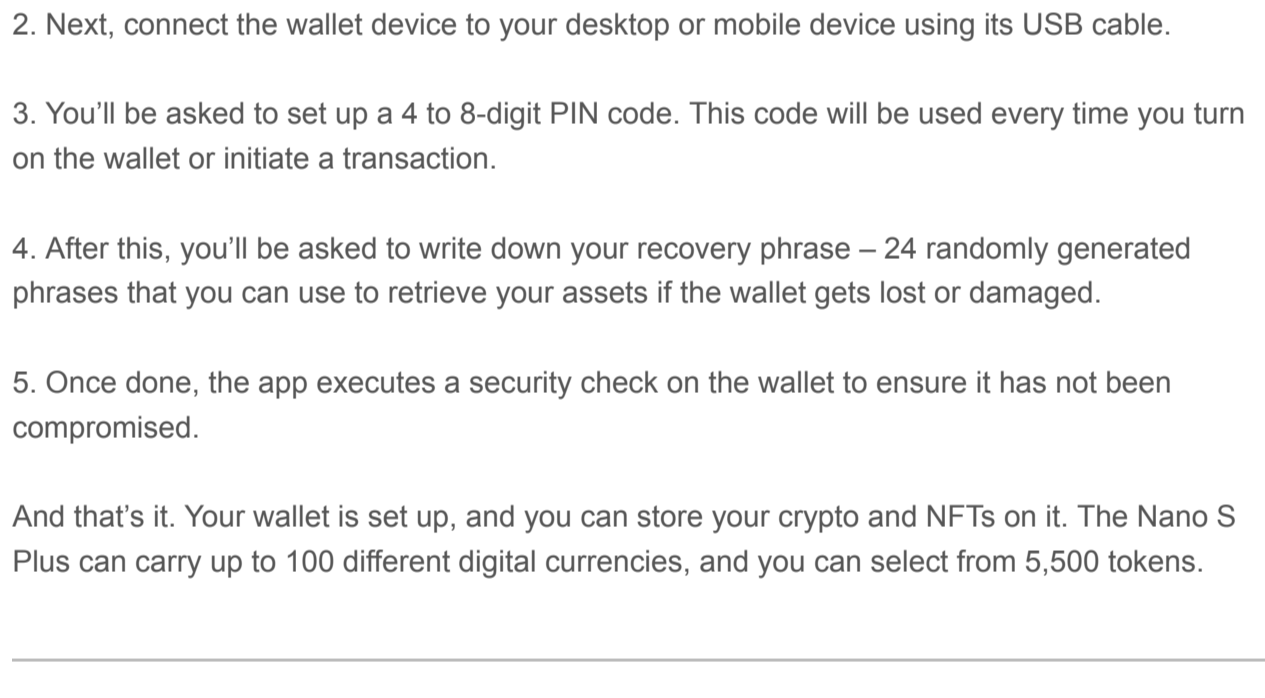 2. Next, connect the wallet device to your desktop or mobile device using its USB cable.
3. You’ll be asked to set up a 4 to 8-digit PIN code. This code will be used every time you turn
on the wallet or initiate a transaction.
4. After this, you’ll be asked to write down your recovery phrase – 24 randomly generated
phrases that you can use to retrieve your assets if the wallet gets lost or damaged.
5. Once done, the app executes a security check on the wallet to ensure it has not been
compromised.
And that’s it. Your wallet is set up, and you can store your crypto and NFTs on it. The Nano S
Plus can carry up to 100 different digital currencies, and you can select from 5,500 tokens.